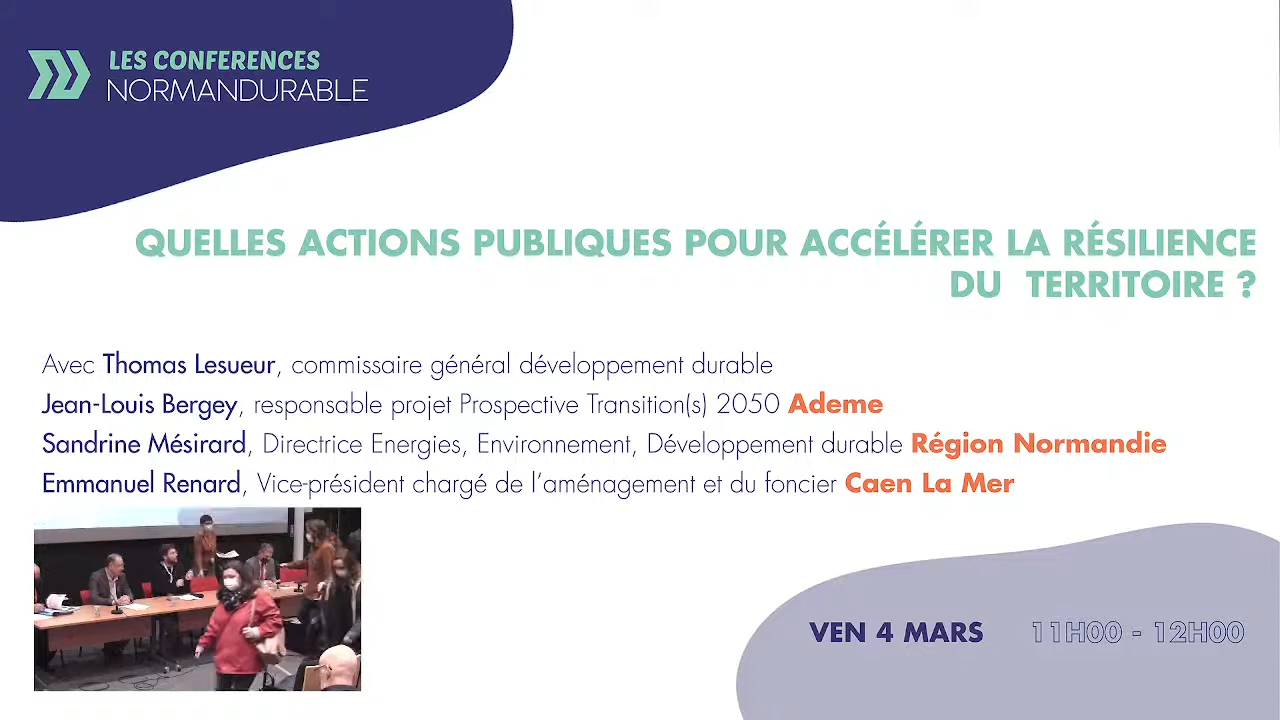 LES CONFERENCES
NORMANDURABLE
QUELLES ACTIONS PUBLIQUES POUR ACCÉLÉRER LA RÉSILIENCE
DU TERRITOIRE ?
Avec Thomas Lesueur, commissaire général développement durable
Jean-Louis Bergey, responsable projet Prospective Transition(s) 2050 Ademe
Sandrine Mésirard, Directrice Energies, Environnement, Développement durable Région Normandie
Emmanuel Renard, Vice-président chargé de l'aménagement et du foncier Caen La Mer
VEN 4 MARS 11H00 - 12H00